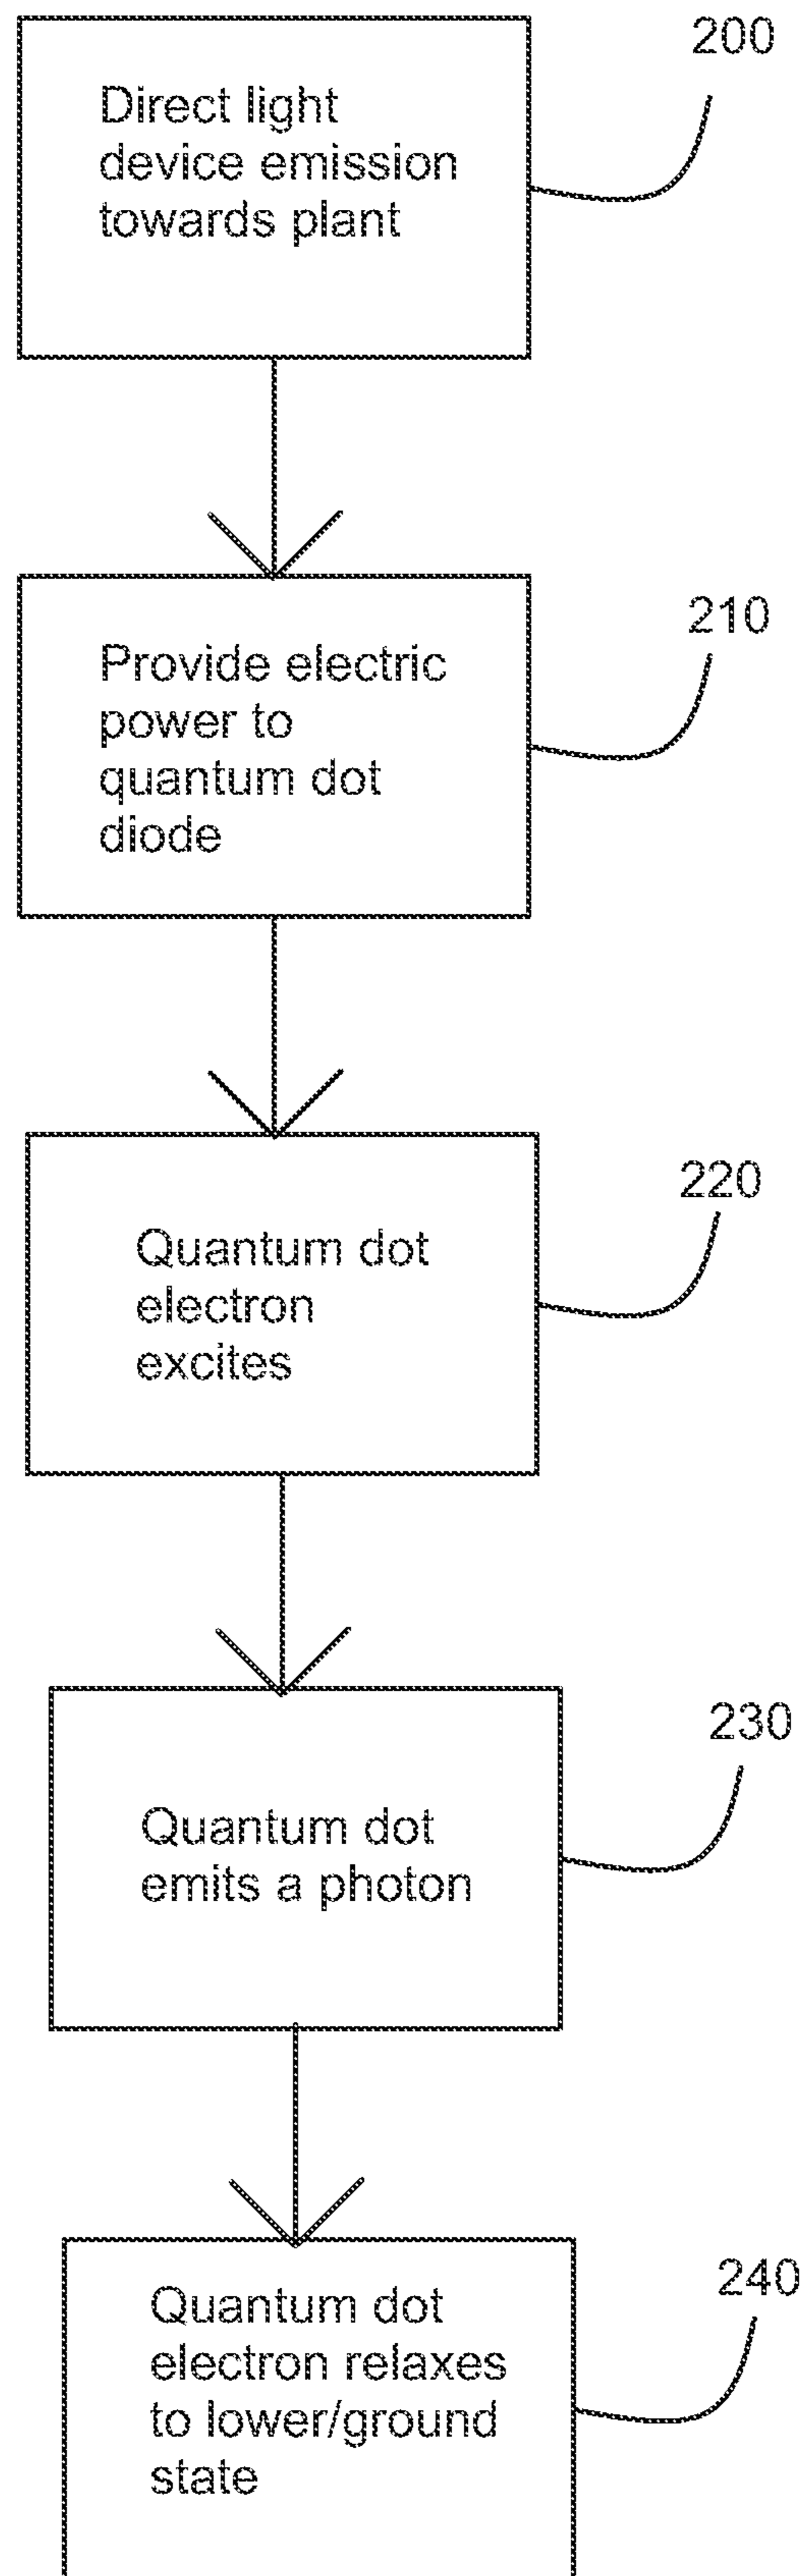 200
Direct light
device emission
towards plant
210
Provide electric
power to
quantum dot
diode
220
Quantum dot
electron
excites
230
Quantum dot
emits a photon
240
Quantum dot
electron relaxes
to lower/ground
state